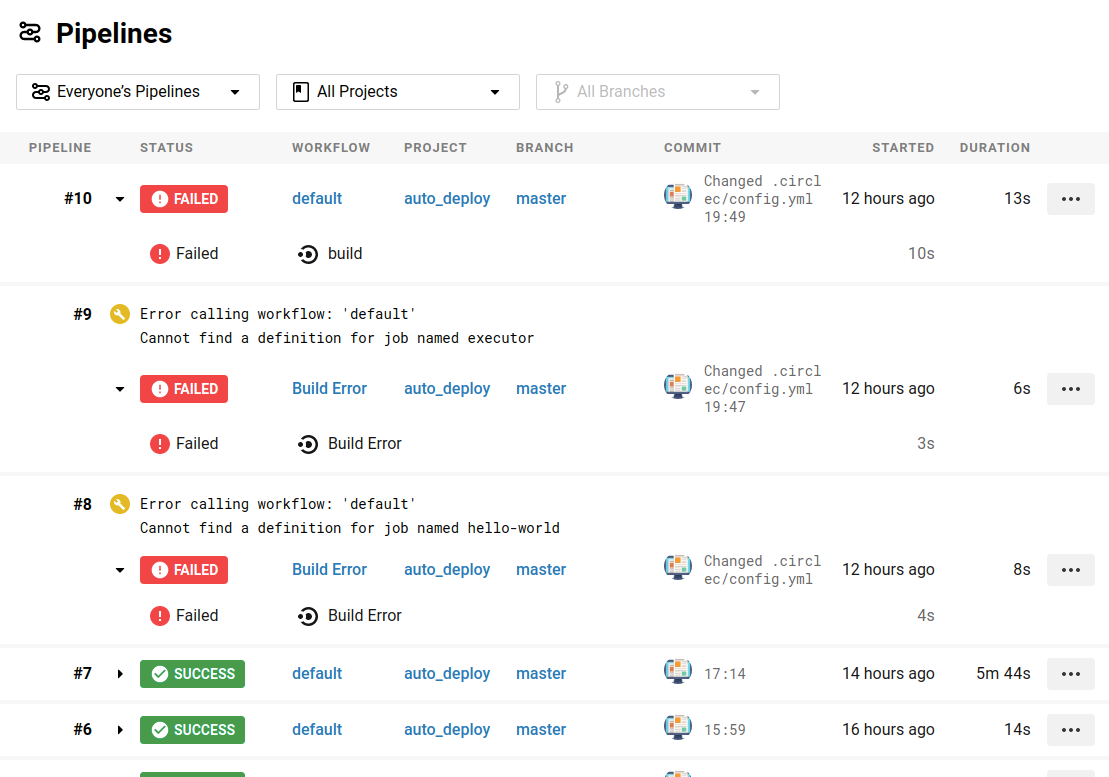 Pipelines
Everyone’s Pipelines
All Projects
All Branches
PIPELINE STATUS WORKFLOW PROJECT BRANCH COMMIT STARTED DURATION
#10 FAILED default auto_deploy master Changed .circl 12 hours ago 13s
ec/config.yml
19:49
Failed build 10s
#9 Error calling workflow: 'default'
Cannot find a definition for job named executor
FAILED Build Error auto_deploy master Changed .circl 12 hours ago 6s
ec/config.yml
19:47
Failed Build Error 3s
#8 Error calling workflow: 'default'
Cannot find a definition for job named hello-world
FAILED Build Error auto_deploy master Changed .circl 12 hours ago 8s
ec/config.yml
Failed Build Error 4s
#7 SUCCESS default auto_deploy master 17:14 14 hours ago 5m 44s
#6 SUCCESS default auto_deploy master 15:59 16 hours ago 14s